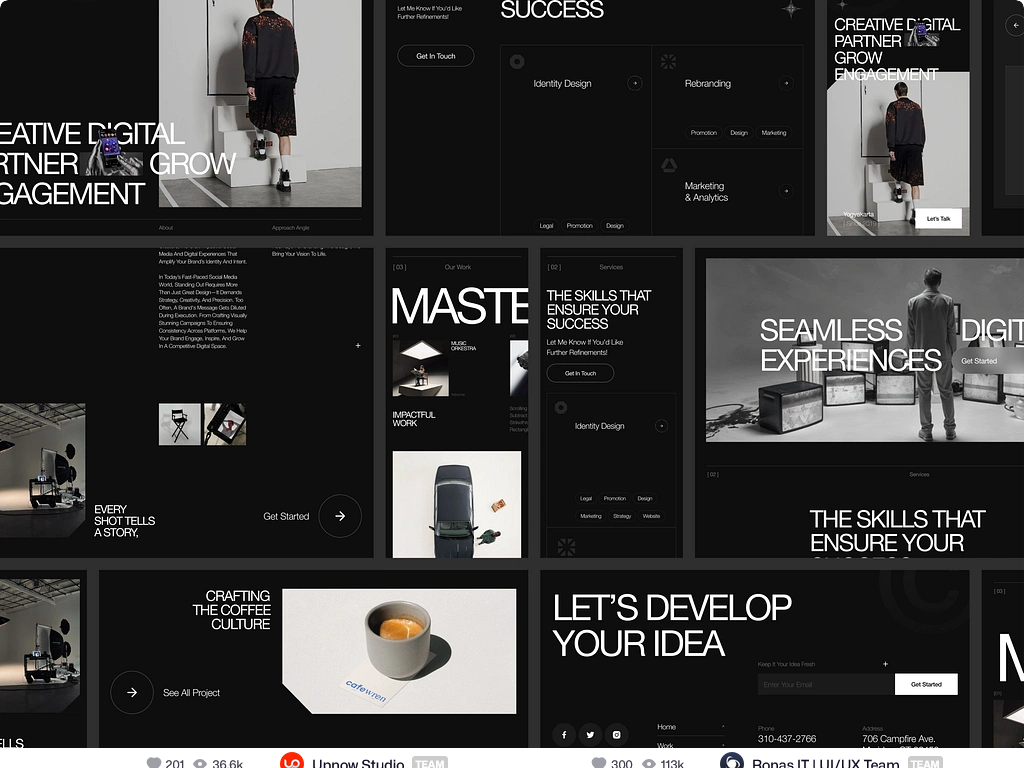 EATIVE DIGITAL
RTNER GROW
GAGEMENT
About
Approach Angle
Let Me Know If You'd Like
Further Refinements!
Get In Touch
SUCCESS
Identity Design
Legal
Promotion
Design
Rebranding
Promotion
Design
Marketing
Marketing
& Analytics
CREATIVE DIGITAL
PARTNER
GROW
ENGAGEMENT
Yogyakarta
Let's Talk
Media And Digital Experiences That
Amplify Your Brand's Identity And Intent.
Bring Your Vision To Life.
In Today's Fast-Paced Social Media
World, Standing Out Requires More
Than Just Great Design—It Demands
Strategy, Creativity, And Precision. Too
Often, A Brand's Message Gets Diluted
During Execution. From Crafting Visually
Stunning Campaigns To Ensuring
Consistency Across Platforms, We Help
Your Brand Engage, Inspire, And Grow
In A Competitive Digital Space.
+
EVERY
SHOT TELLS
A STORY,
Get Started
[ 03 ]
Our Work
MASTE
MUSIC
ORKESTRA
IMPACTFUL
WORK
[ 02 ]
Services
THE SKILLS THAT
ENSURE YOUR
SUCCESS
Let Me Know If You'd Like
Further Refinements!
Get In Touch
Identity Design
Legal
Promotion
Design
Marketing
Strategy
Website
SEAMLESS DIGIT
EXPERIENCES
Get Started
[ 02 ]
Services
THE SKILLS THAT
ENSURE YOUR
ELLS
CRAFTING
THE COFFEE
CULTURE
See All Project
cafewren
LET'S DEVELOP
YOUR IDEA
©
Keep It Your Idea Fresh
+
Enter Your Email
Get Started
Home
Work
Phone
310-437-2766
Address
706 Campfire Ave.
[ 03 ]
M
201
36.6k
Upnow Studio
TEAM
300
113k
Ronas IT | UI/UX Team
TEAM